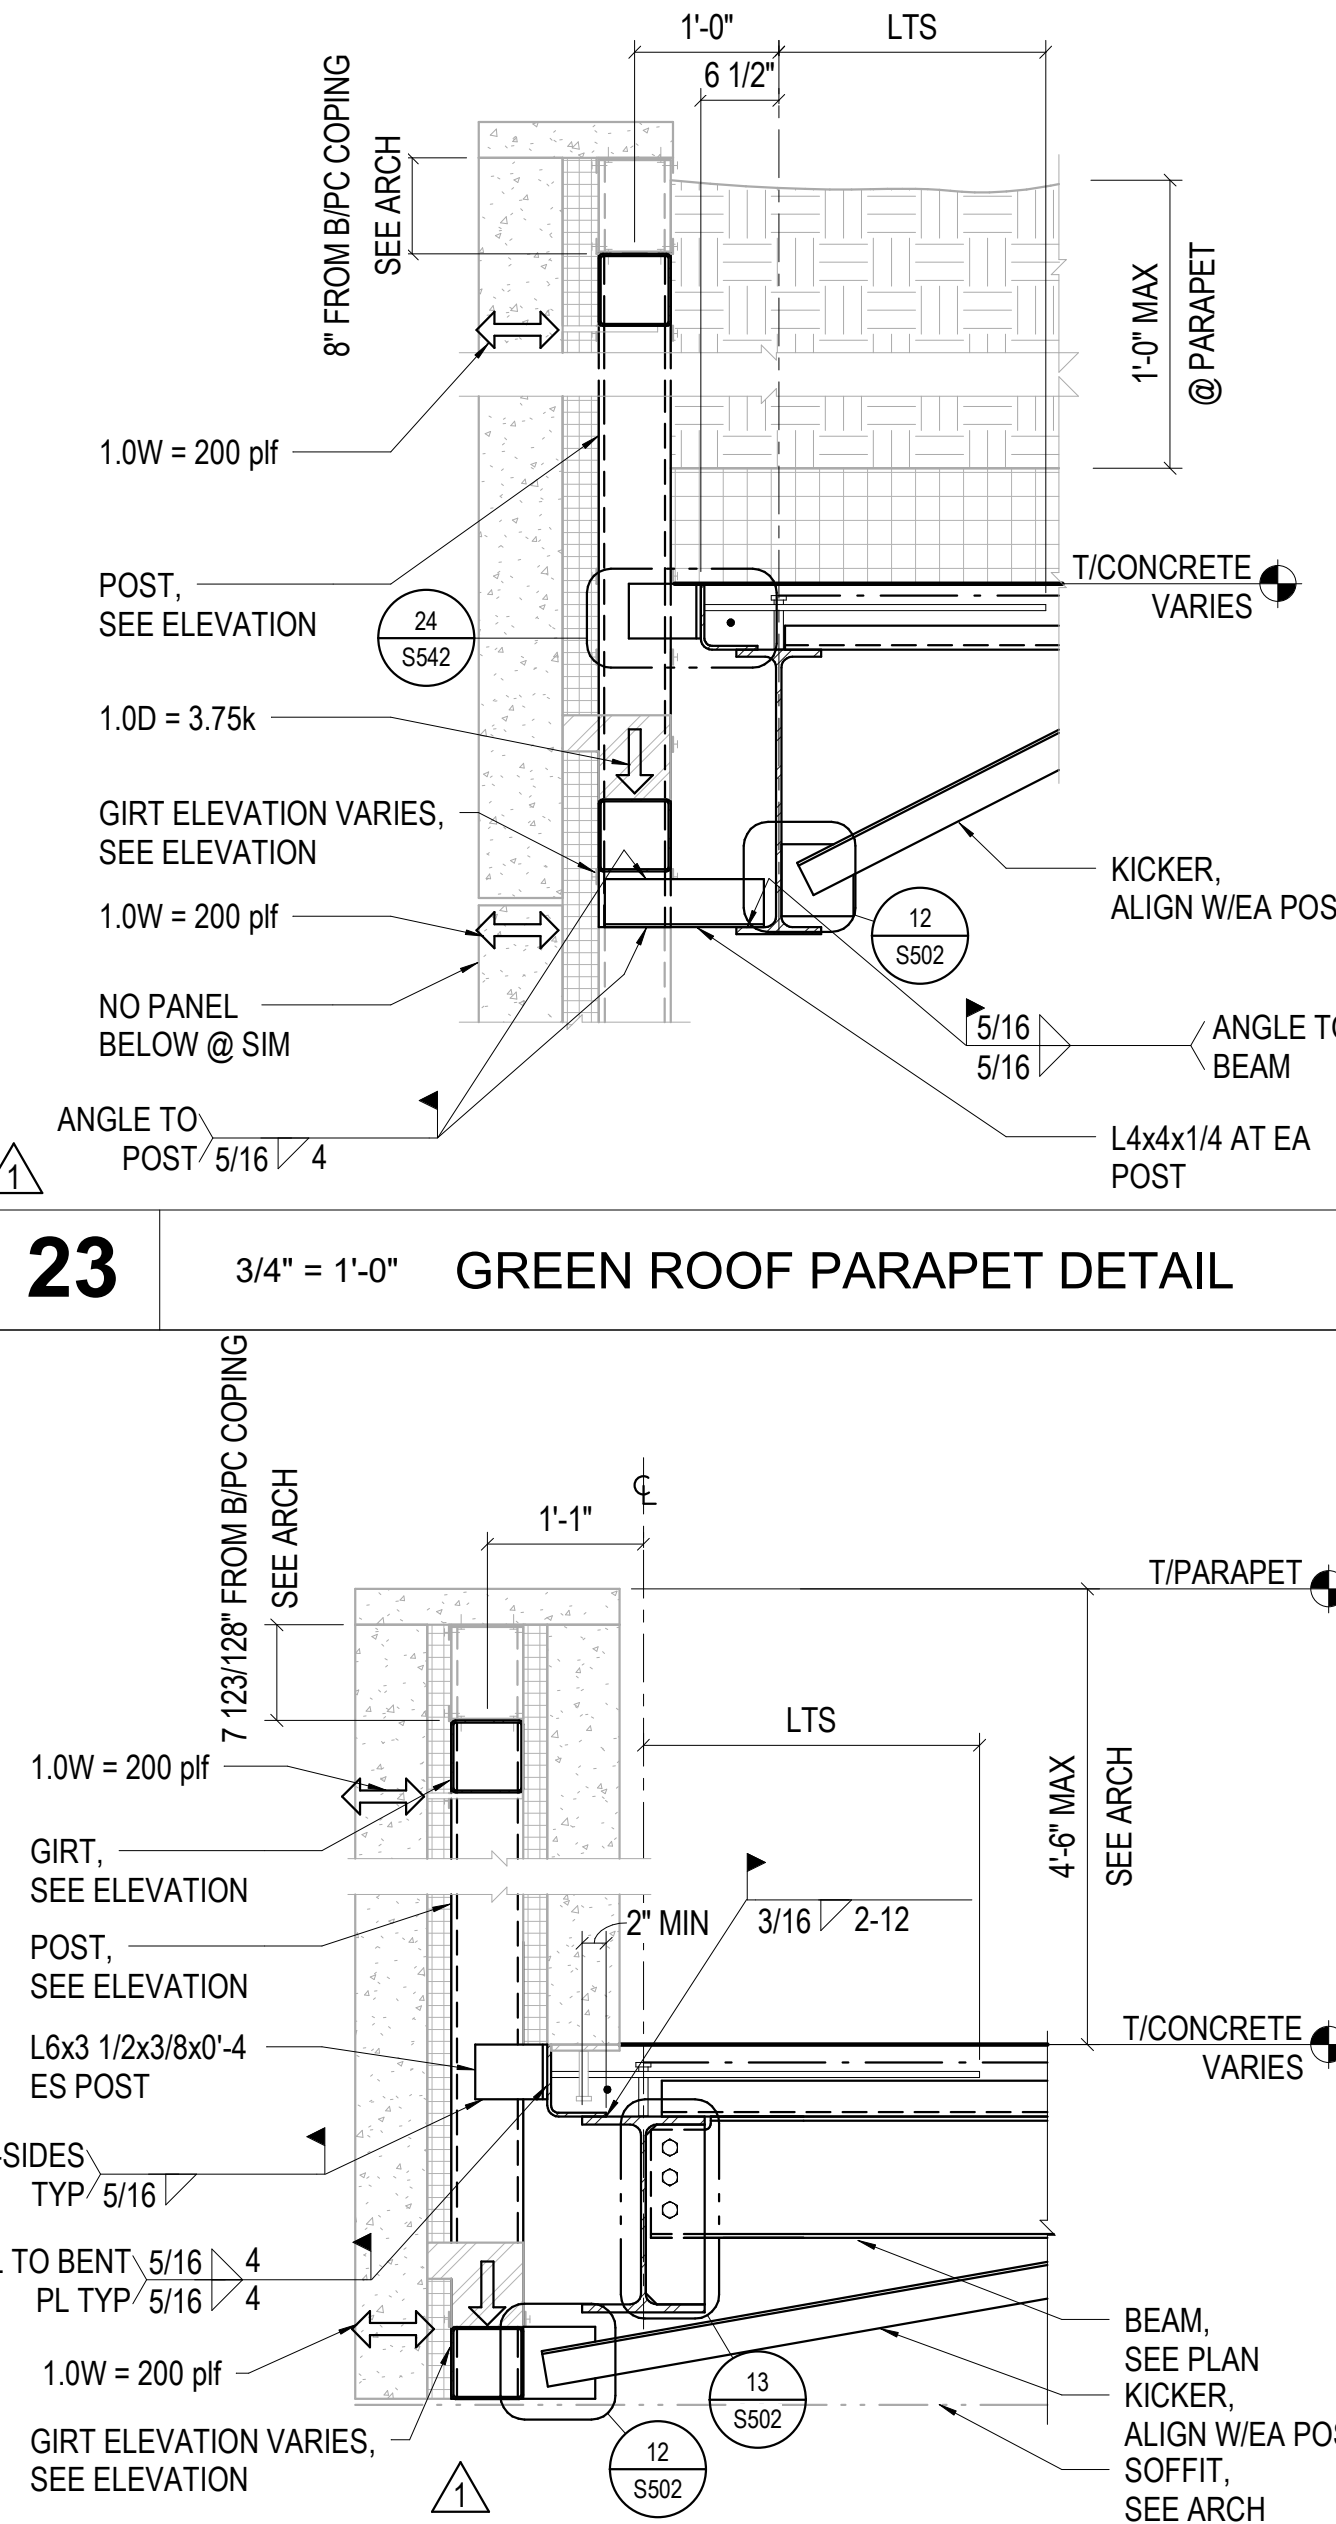 1'-0"
LTS
6 1/2"
8" FROM B/PC COPING
SEE ARCH
1'-0" MAX
@ PARAPET
1.0W = 200 plf
POST,
SEE ELEVATION
24
S542
T/CONCRETE
VARIES
1.0D = 3.75k
GIRT ELEVATION VARIES,
SEE ELEVATION
KICKER,
ALIGN W/EA POS
1.0W = 200 plf
12
S502
NO PANEL
BELOW @ SIM
5/16
5/16
ANGLE TO
BEAM
ANGLE TO
POST
5/16
4
L4x4x1/4 AT EA
POST
1
23
3/4" = 1'-0"
GREEN ROOF PARAPET DETAIL
7 123/128" FROM B/PC COPING
SEE ARCH
CL
1'-1"
T/PARAPET
LTS
4'-6" MAX
SEE ARCH
1.0W = 200 plf
GIRT,
SEE ELEVATION
2" MIN
3/16
2-12
POST,
SEE ELEVATION
L6x3 1/2x3/8x0'-4
ES POST
T/CONCRETE
VARIES
-SIDES
TYP
5/16
TO BENT
PL TYP
5/16
4
5/16
4
1.0W = 200 plf
GIRT ELEVATION VARIES,
SEE ELEVATION
1
12
S502
13
S502
BEAM,
SEE PLAN
KICKER,
ALIGN W/EA POS
SOFFIT,
SEE ARCH